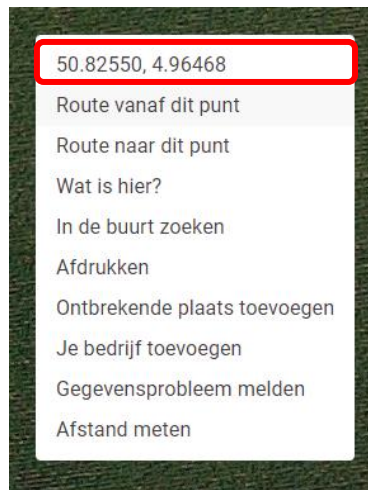 50.82550, 4.96468
Route vanaf dit punt
Route naar dit punt
Wat is hier?
In de buurt zoeken
Afdrukken
Ontbrekende plaats toevoegen
Je bedrijf toevoegen
Gegevensprobleem melden
Afstand meten